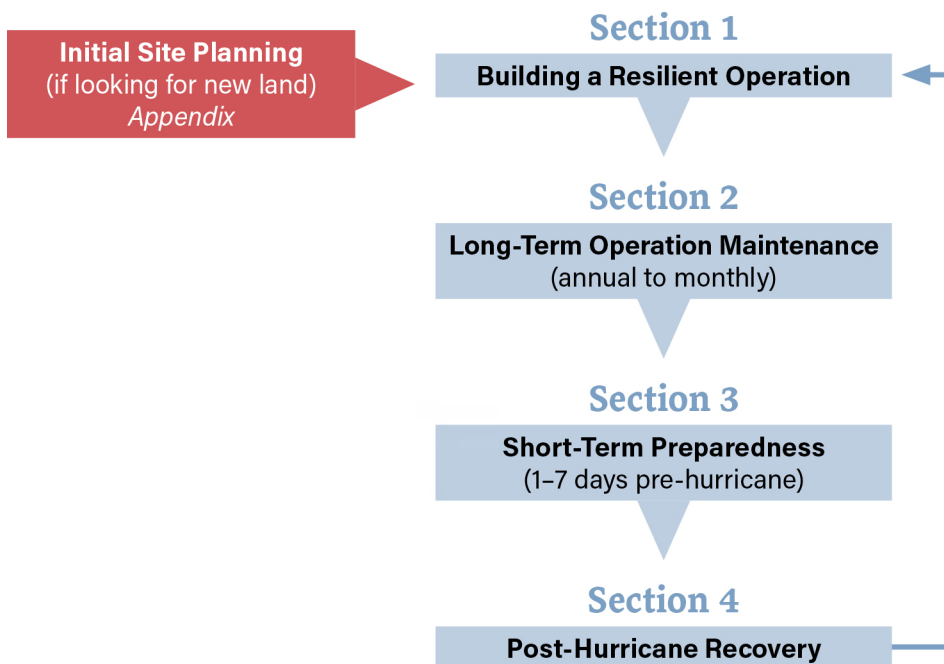 Initial Site Planning
(if looking for new land)
Appendix
Section 1
Building a Resilient Operation
Section 2
Long-Term Operation Maintenance
(annual to monthly)
Section 3
Short-Term Preparedness
(1–7 days pre-hurricane)
Section 4
Post-Hurricane Recovery